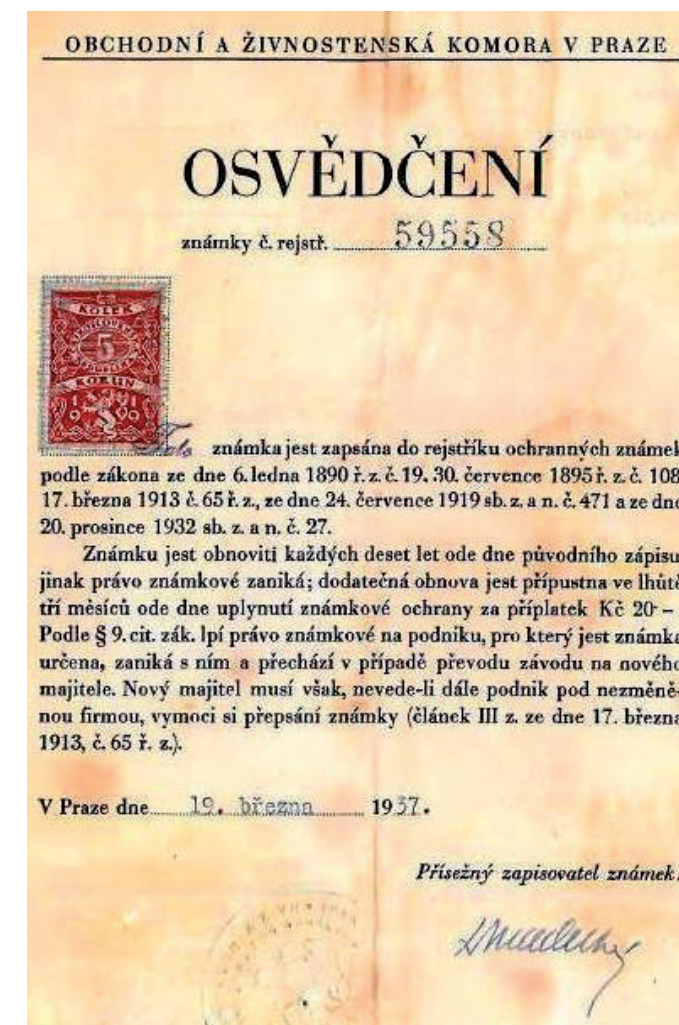 OBCHODNÍ A ŽIVNOSTENSKÁ KOMORA V PRAZE
OSVĚDČENÍ
známky č. rejstř. 59558
KOLEK
5
KORUN
1919
Tato známka jest zapsána do rejstříku ochranných známek
podle zákona ze dne 6. ledna 1890 ř. z. č. 19. 30. července 1895 ř. z. č. 108
17. března 1913 č. 65 ř. z., ze dne 24. července 1919 sb. z. a n. č. 471 a ze dne
20. prosince 1932 sb. z. a n. č. 27.
Známku jest obnoviti každých deset let ode dne původního zápisu
jinak právo známkové zaniká; dodatečná obnova jest přípustna ve lhůtě
tří měsíců ode dne uplynutí známkové ochrany za příplatek Kč 20·–
Podle § 9. cit. zák. lpí právo známkové na podniku, pro který jest známka
určena, zaniká s ním a přechází v případě převodu závodu na nového
majitele. Nový majitel musí však, nevede-li dále podnik pod nezměně-
nou firmou, vymoci si přepsání známky (článek III z. ze dne 17. března
1913, č. 65 ř. z.).
V Praze dne 19. března 1937.
Přísežný zapisovatel známek